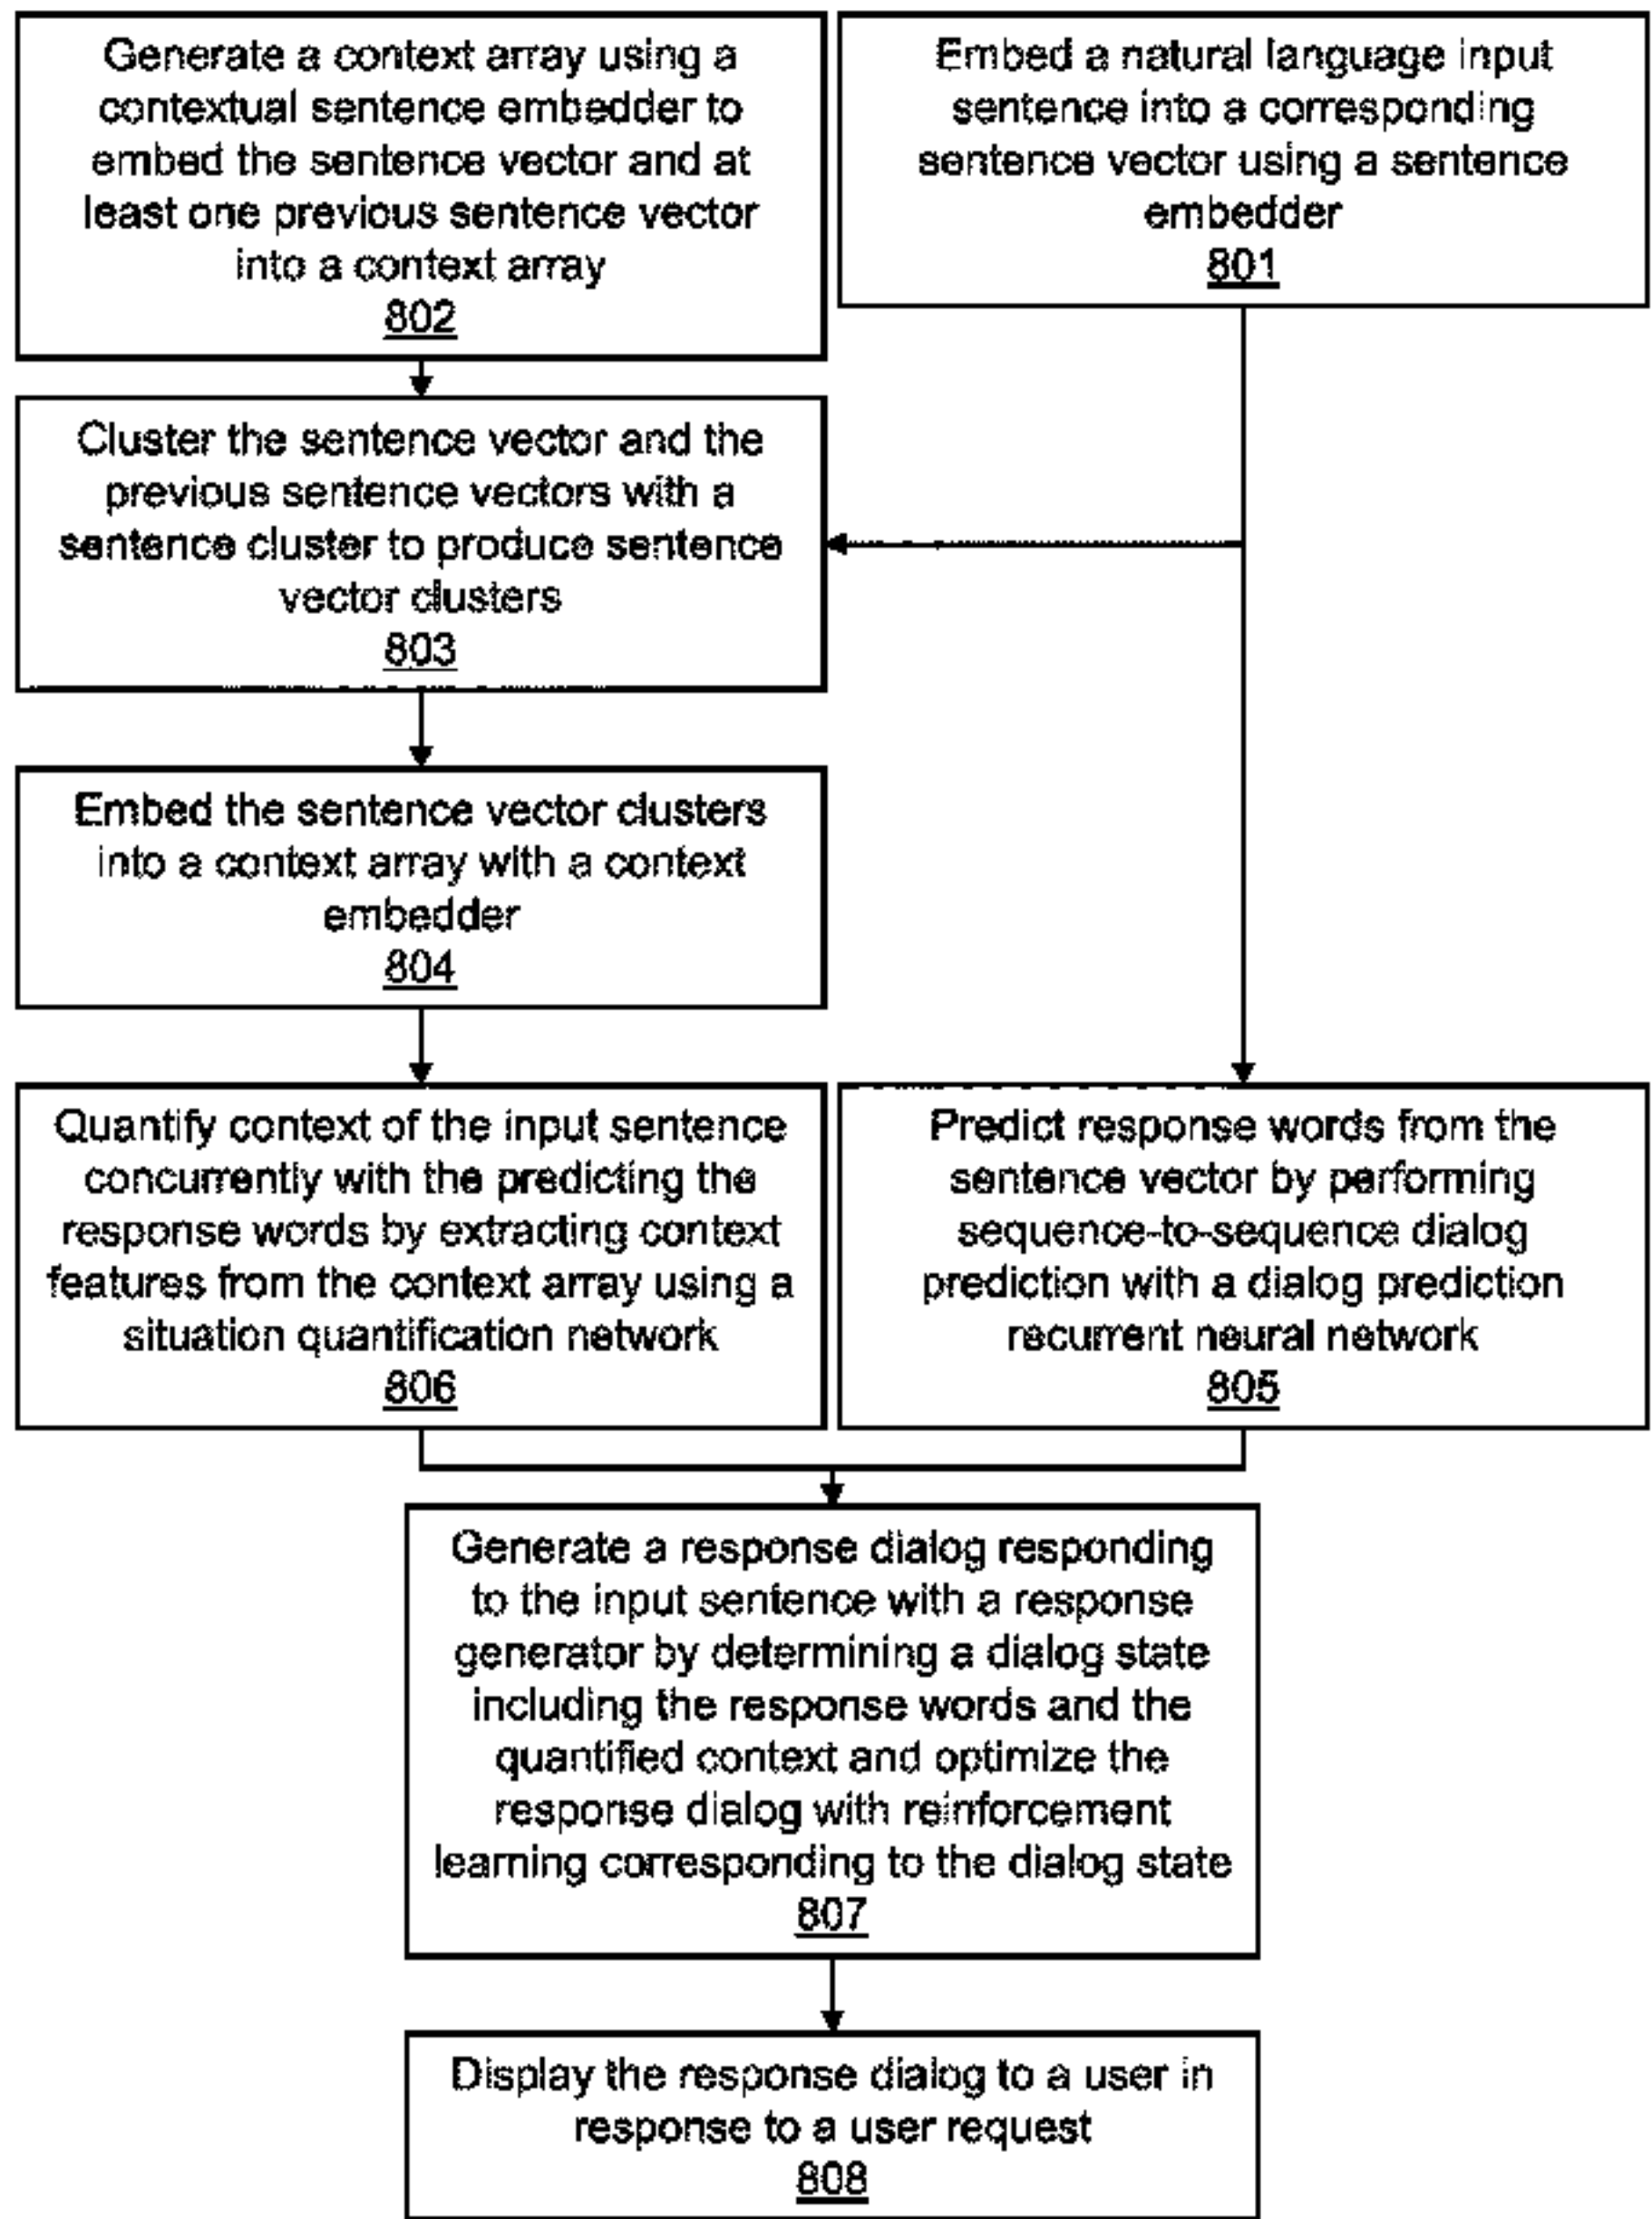 Generate a context array using a
contextual sentence embedder to
embed the sentence vector and at
least one previous sentence vector
into a context array
802
Embed a natural language input
sentence into a corresponding
sentence vector using a sentence
embedder
801
Cluster the sentence vector and the
previous sentence vectors with a
sentence cluster to produce sentence
vector clusters
803
Embed the sentence vector clusters
into a context array with a context
embedder
804
Quantify context of the input sentence
concurrently with the predicting the
response words by extracting context
features from the context array using a
situation quantification network
806
Predict response words from the
sentence vector by performing
sequence-to-sequence dialog
prediction with a dialog prediction
recurrent neural network
805
Generate a response dialog responding
to the input sentence with a response
generator by determining a dialog state
including the response words and the
quantified context and optimize the
response dialog with reinforcement
learning corresponding to the dialog state
807
Display the response dialog to a user in
response to a user request
808